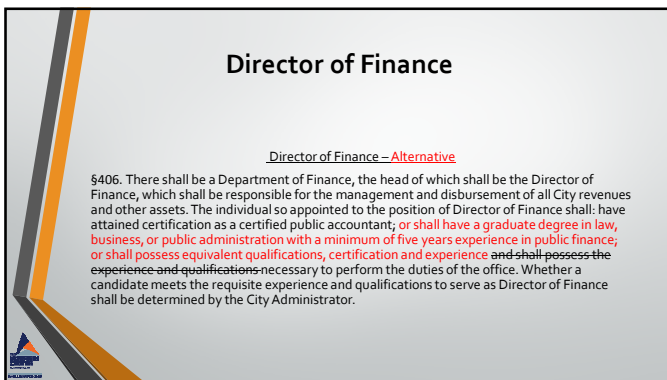 Director of Finance
Director of Finance – Alternative
§406. There shall be a Department of Finance, the head of which shall be the Director of
Finance, which shall be responsible for the management and disbursement of all City revenues
and other assets. The individual so appointed to the position of Director of Finance shall: have
attained certification as a certified public accountant; or shall have a graduate degree in law,
business, or public administration with a minimum of five years experience in public finance;
or shall possess equivalent qualifications, certification and experience and shall possess the
experience and qualifications necessary to perform the duties of the office. Whether a
candidate meets the requisite experience and qualifications to serve as Director of Finance
shall be determined by the City Administrator.